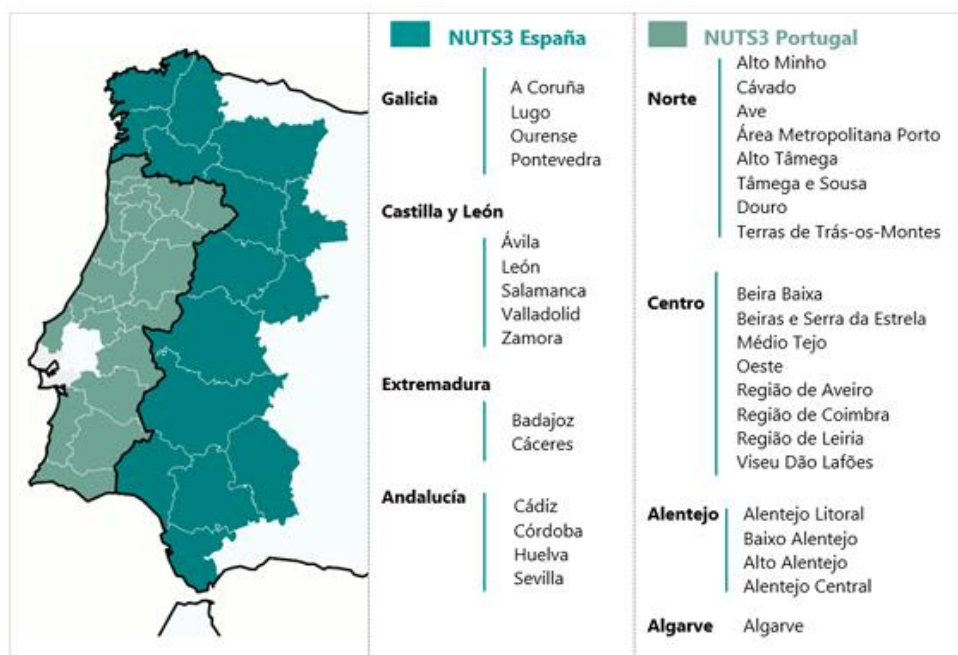 NUTS3 España
Galicia
A Coruña
Lugo
Ourense
Pontevedra
Castilla y León
Ávila
León
Salamanca
Valladolid
Zamora
Extremadura
Badajoz
Cáceres
Andalucía
Cádiz
Córdoba
Huelva
Sevilla
NUTS3 Portugal
Norte
Alto Minho
Cávado
Ave
Área Metropolitana Porto
Alto Tâmega
Tâmega e Sousa
Douro
Terras de Trás-os-Montes
Centro
Beira Baixa
Beiras e Serra da Estrela
Médio Tejo
Oeste
Região de Aveiro
Região de Coimbra
Região de Leiria
Viseu Dão Lafões
Alentejo
Alentejo Litoral
Baixo Alentejo
Alto Alentejo
Alentejo Central
Algarve
Algarve